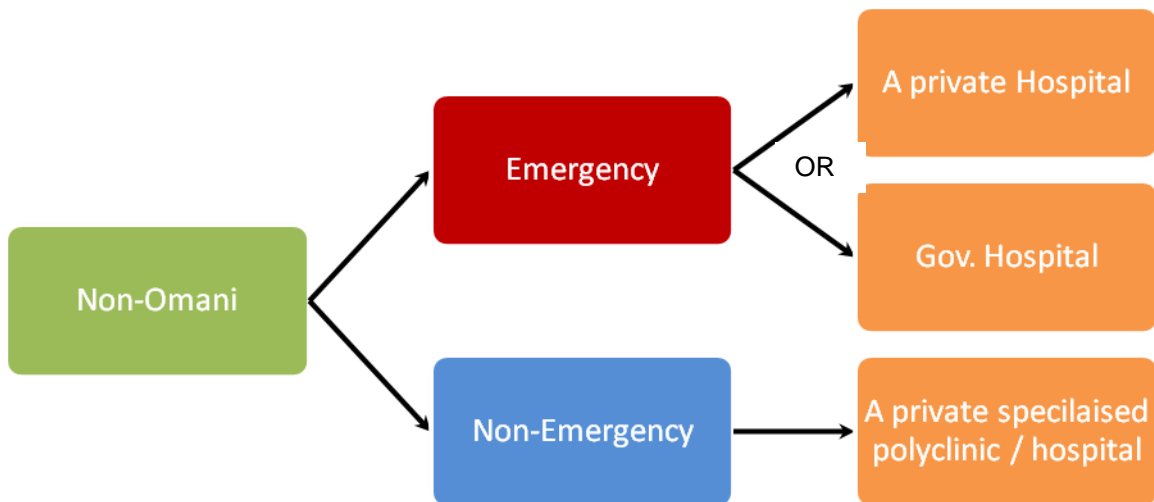 A private Hospital
Emergency
OR
Gov. Hospital
Non-Omani
Non-Emergency
A private specilaised
polyclinic / hospital